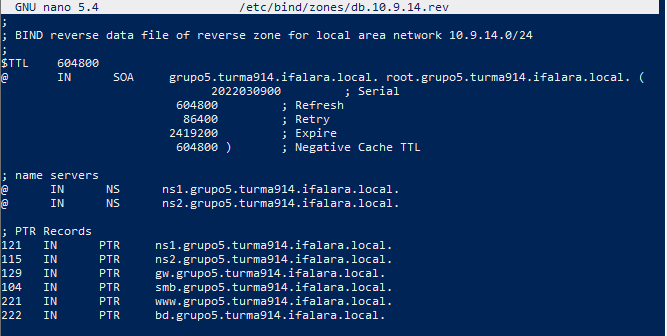 GNU nano 5.4 /etc/bind/zones/db.10.9.14.rev
;
; BIND reverse data file of reverse zone for local area network 10.9.14.0/24
;
$TTL 604800
@ IN SOA grupo5.turma914.ifalara.local. root.grupo5.turma914.ifalara.local. (
2022030900 ; Serial
604800 ; Refresh
86400 ; Retry
2419200 ; Expire
604800 ) ; Negative Cache TTL
; name servers
@ IN NS ns1.grupo5.turma914.ifalara.local.
@ IN NS ns2.grupo5.turma914.ifalara.local.
; PTR Records
121 IN PTR ns1.grupo5.turma914.ifalara.local.
115 IN PTR ns2.grupo5.turma914.ifalara.local.
129 IN PTR gw.grupo5.turma914.ifalara.local.
104 IN PTR smb.grupo5.turma914.ifalara.local.
221 IN PTR www.grupo5.turma914.ifalara.local.
222 IN PTR bd.grupo5.turma914.ifalara.local.